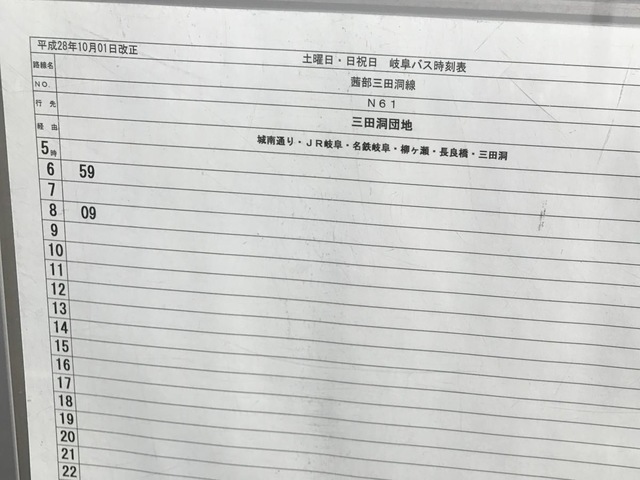 平成28年10月01日改正
土曜日・日祝日 岐阜バス時刻表
路線名 茜部三田洞線
NO. N61
行先 三田洞団地
経由 城南通り・JR岐阜・名鉄岐阜・柳ヶ瀬・長良橋・三田洞
5時
6 59
7
8 09
9
10
11
12
13
14
15
16
17
18
19
20
21
22